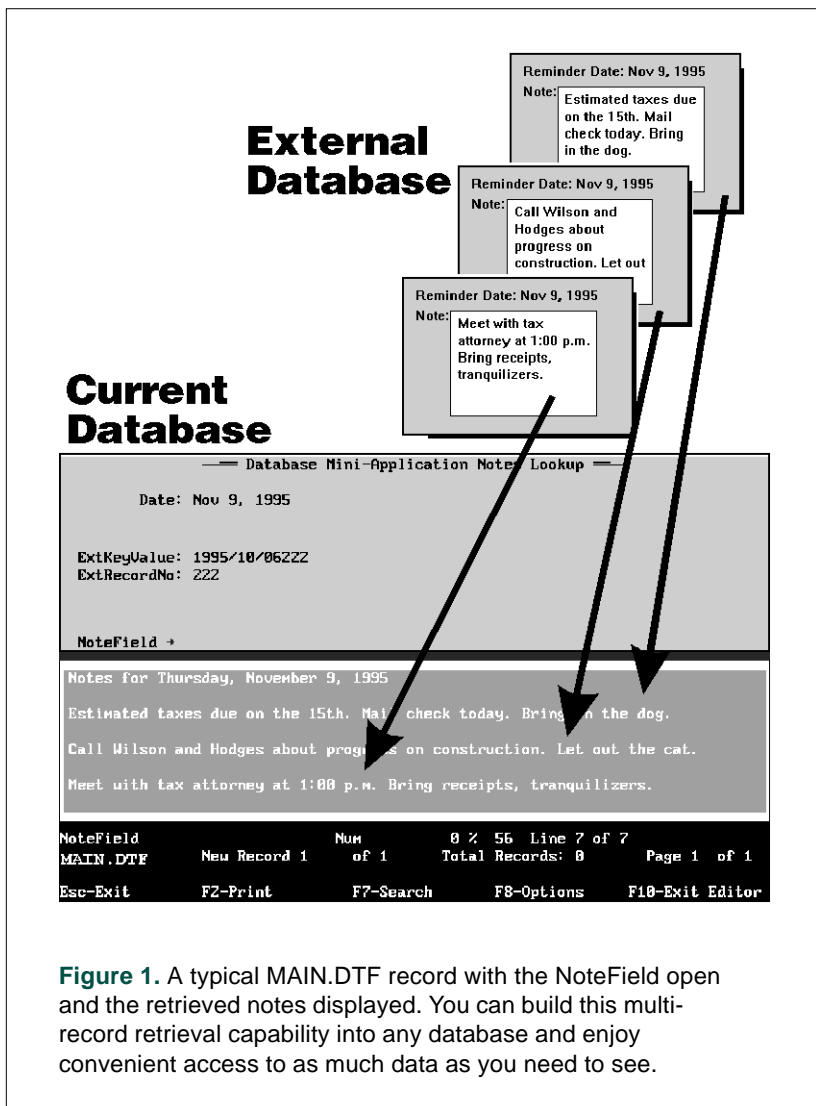 External
Database
Reminder Date: Nov 9, 1995
Note:
Estimated taxes due
on the 15th. Mail
check today. Bring
in the dog.
Reminder Date: Nov 9, 1995
Note:
Call Wilson and
Hodges about
progress on
construction. Let out
Reminder Date: Nov 9, 1995
Note:
Meet with tax
attorney at 1:00 p.m.
Bring receipts,
tranquilizers.
Current
Database
Database Mini-Application Notes Lookup
Date: Nov 9, 1995
ExtKeyValue: 1995/10/06ZZZ
ExtRecordNo: ZZZ
NoteField →
Notes for Thursday, November 9, 1995
Estimated taxes due on the 15th. Mail check today. Bring in the dog.
Call Wilson and Hodges about progress on construction. Let out the cat.
Meet with tax attorney at 1:00 p.m. Bring receipts, tranquilizers.
NoteField Num 0 % 56 Line 7 of 7
MAIN.DTF New Record 1 of 1 Total Records: 0 Page 1 of 1
Esc-Exit F2-Print F7-Search F8-Options F10-Exit Editor
Figure 1. A typical MAIN.DTF record with the NoteField open
and the retrieved notes displayed. You can build this multi-
record retrieval capability into any database and enjoy
convenient access to as much data as you need to see.